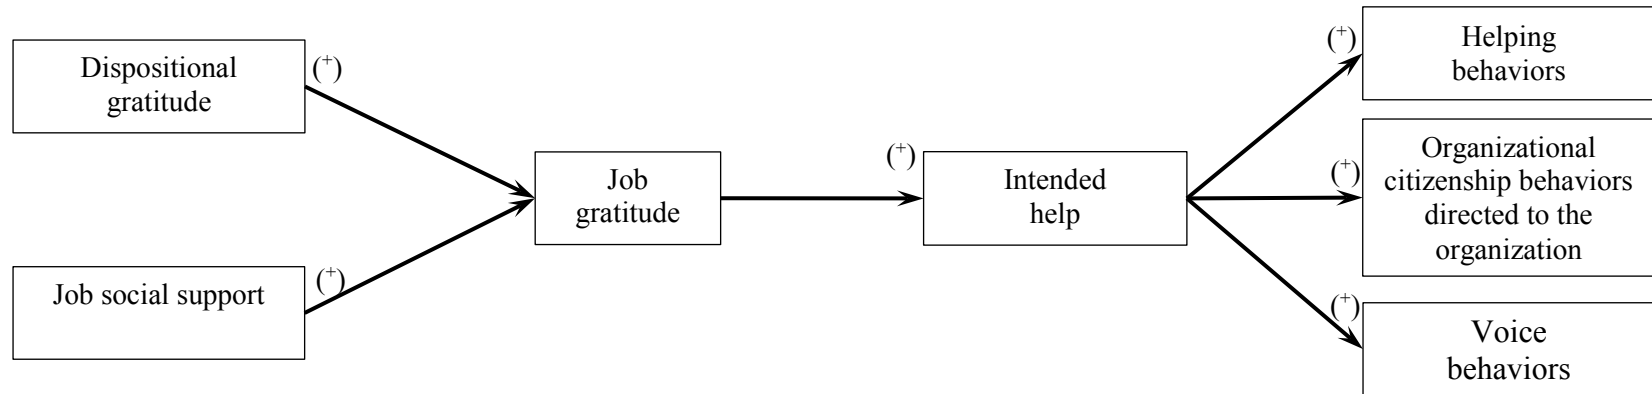 Dispositional
gratitude
(+)
Job social support
(+)
Job
gratitude
(+)
Intended
help
(+)
Helping
behaviors
(+)
Organizational
citizenship behaviors
directed to the
organization
(+)
Voice
behaviors